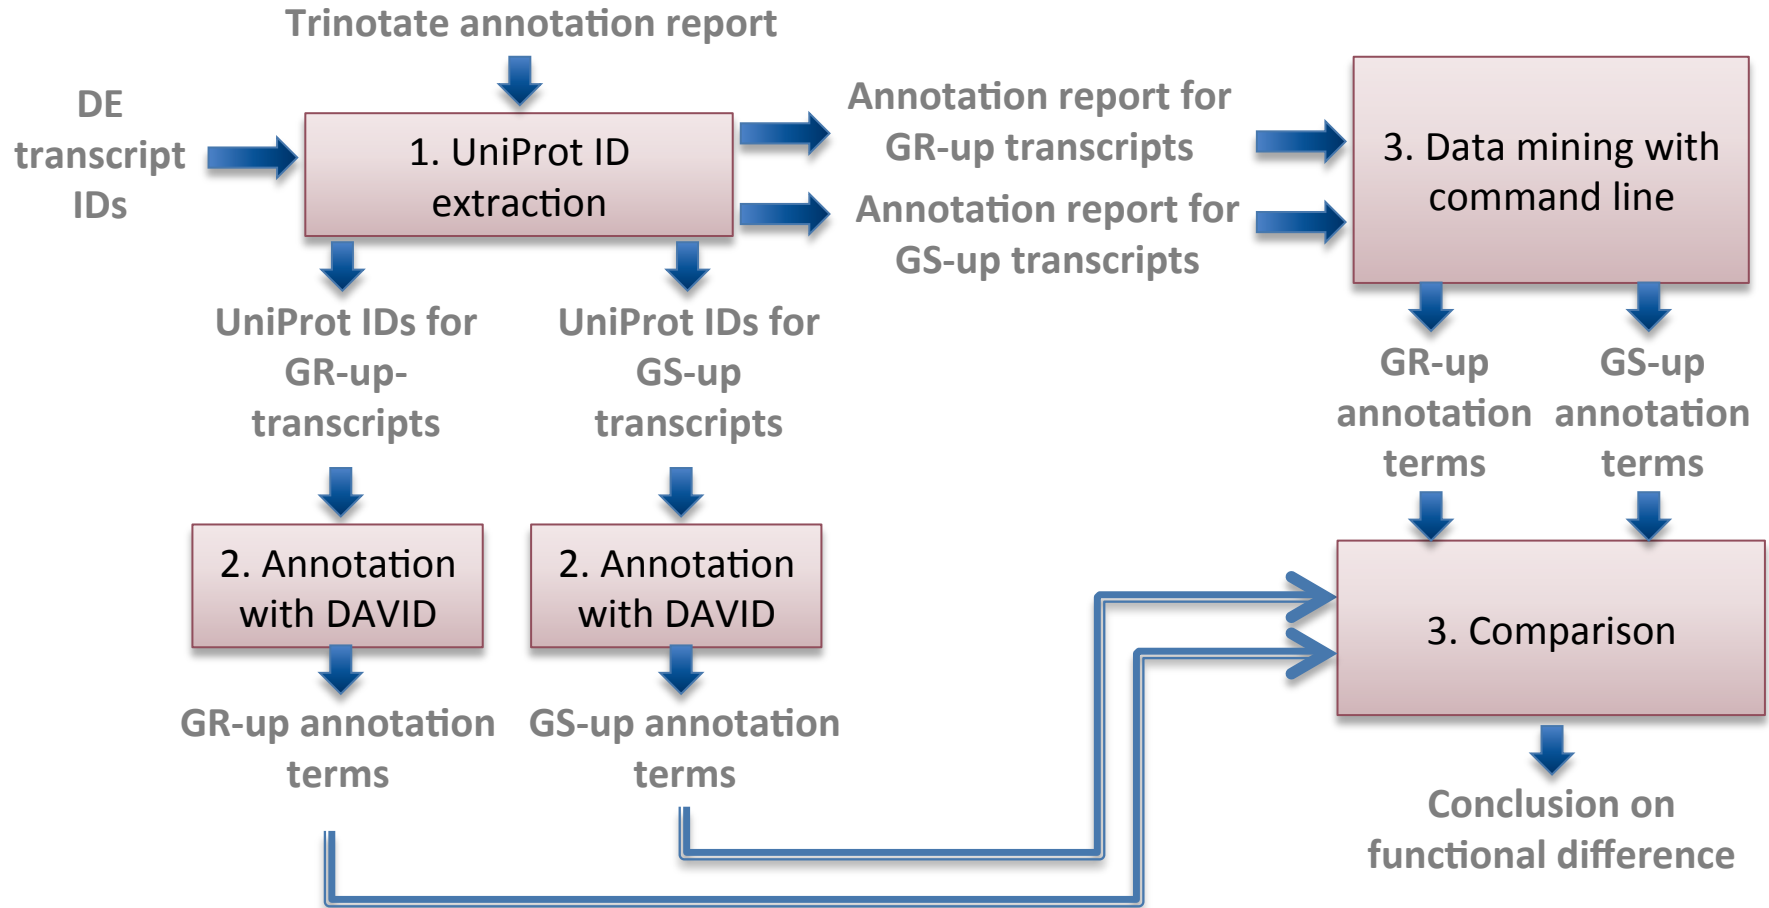 Trinotate annotation report
DE
transcript
IDs
1. UniProt ID
extraction
Annotation report for
GR-up transcripts
Annotation report for
GS-up transcripts
3. Data mining with
command line
UniProt IDs for
GR-up-
transcripts
UniProt IDs for
GS-up
transcripts
GR-up
annotation
terms
GS-up
annotation
terms
2. Annotation
with DAVID
2. Annotation
with DAVID
3. Comparison
GR-up annotation
terms
GS-up annotation
terms
Conclusion on
functional difference